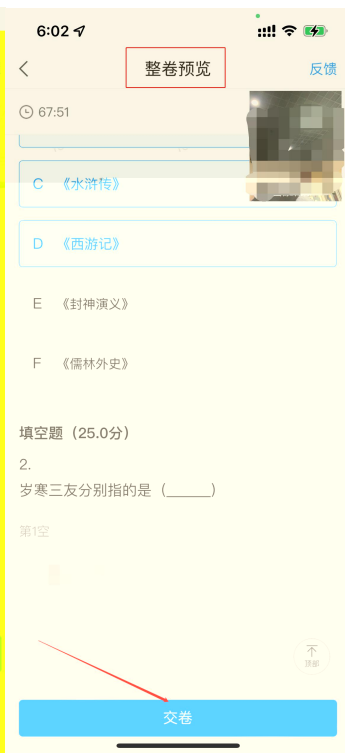 6:02
整卷预览
反馈
67:51
C 《水浒传》
D 《西游记》
E 《封神演义》
F 《儒林外史》
填空题（25.0分）
2.
岁寒三友分别指的是（_____）
第1空
顶部
交卷